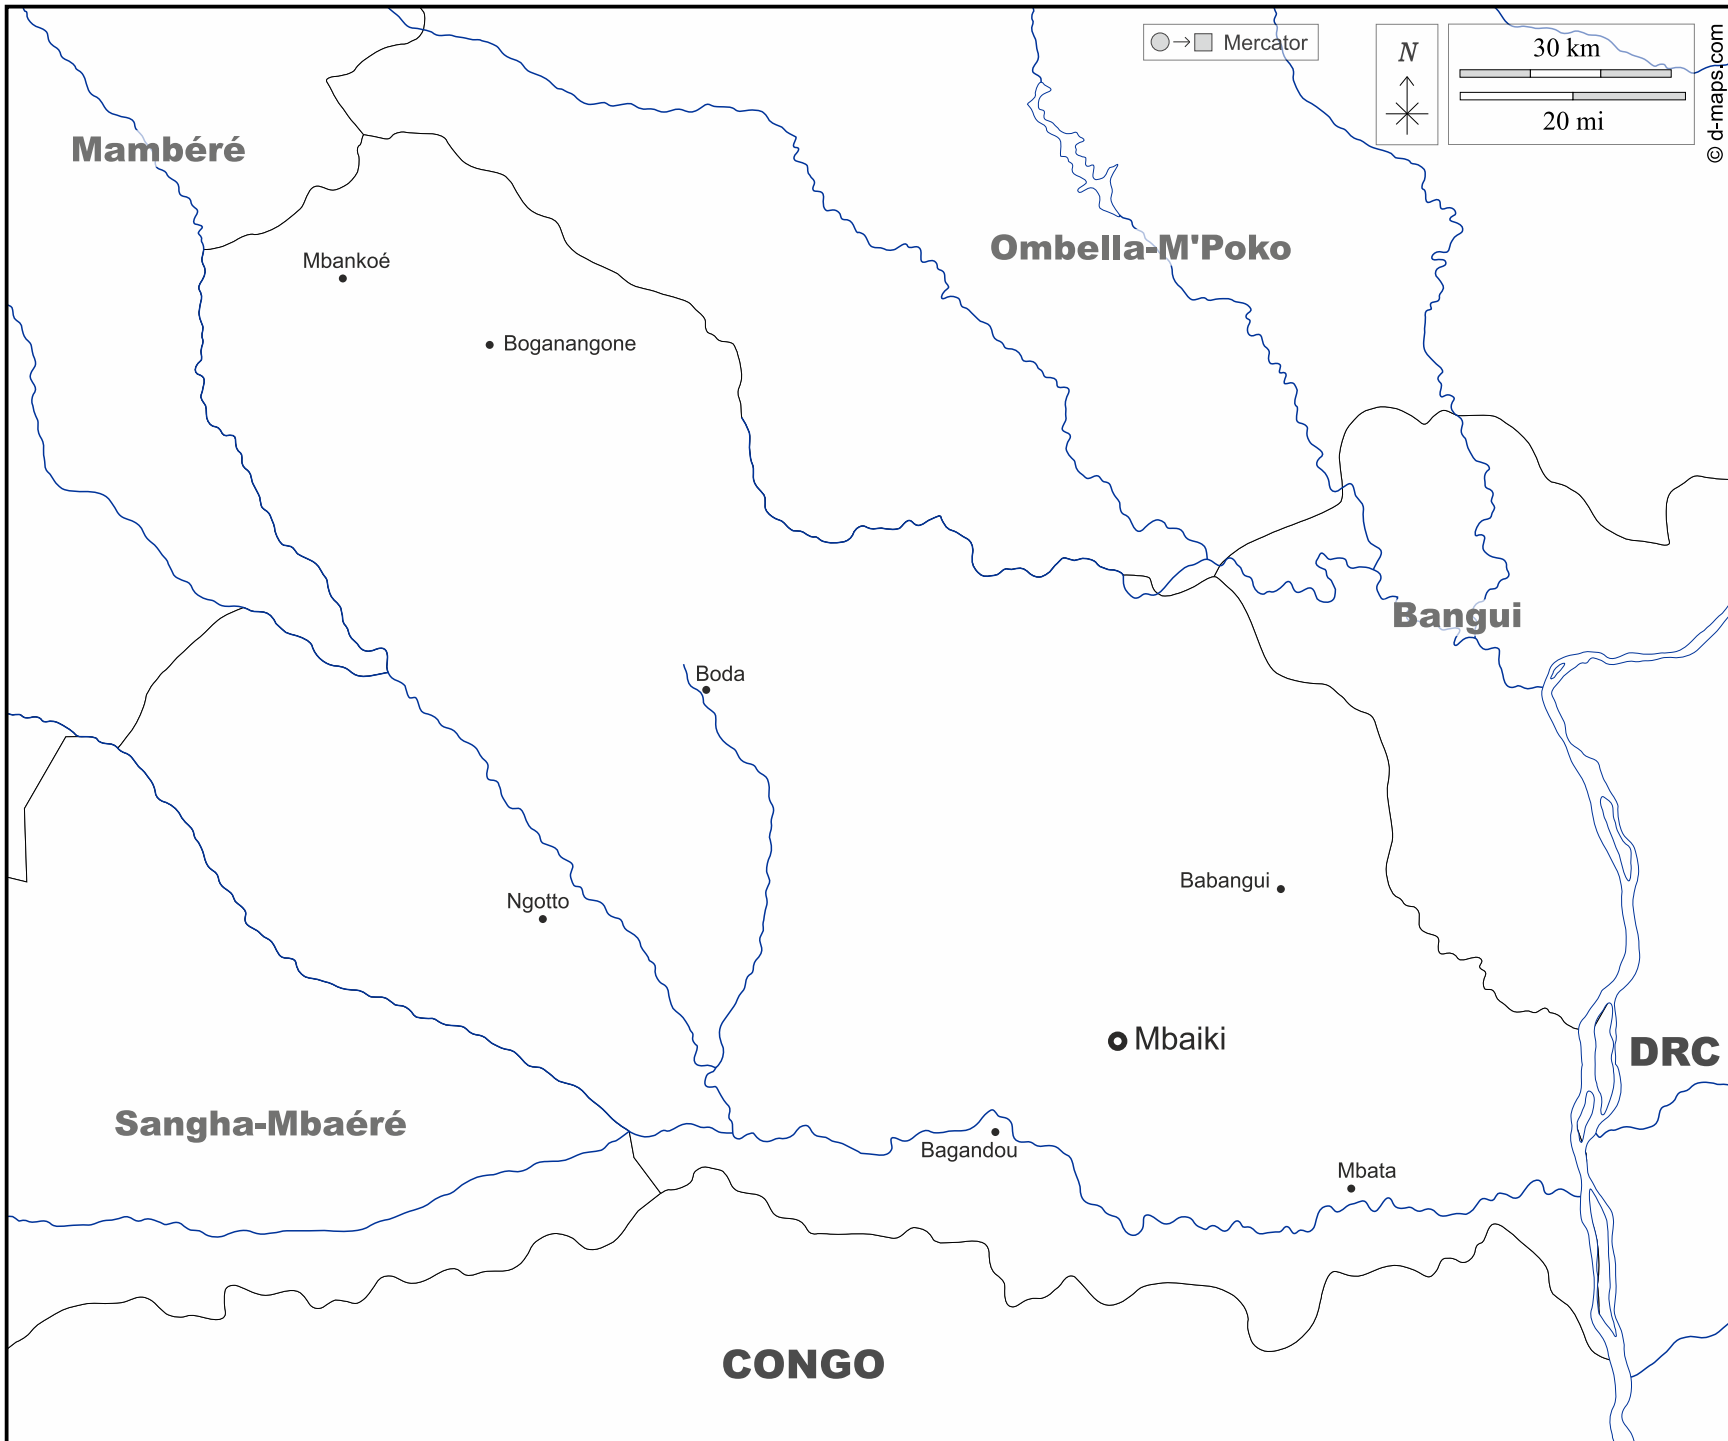 Mercator
N
30 km
20 mi
© d-maps.com
Mambéré
Ombella-M'Poko
Mbankoé
Boganangone
Bangui
Boda
Babangui
Ngotto
Mbaiki
DRC
Sangha-Mbaéré
Bagandou
Mbata
CONGO